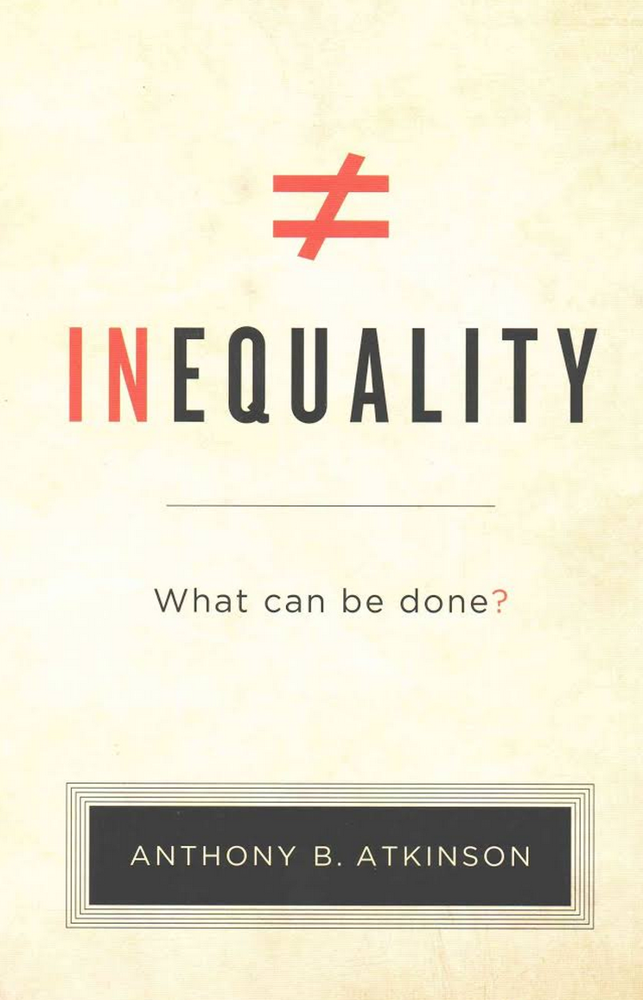 ≠
INEQUALITY
What can be done?
ANTHONY B. ATKINSON